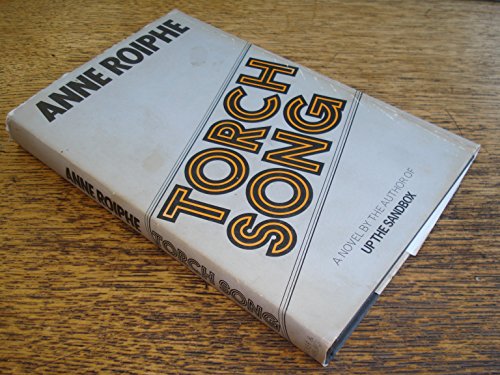 ANNE ROIPHE
TORCH
SONG
A NOVEL BY THE AUTHOR OF
UP THE SANDBOX
ANNE ROIPHE
TORCH SONG